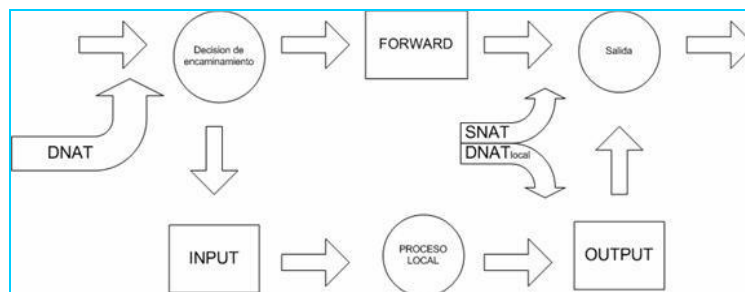 Decision de
encaminamiento
FORWARD
Salida
DNAT
SNAT
DNATlocal
INPUT
PROCESO
LOCAL
OUTPUT